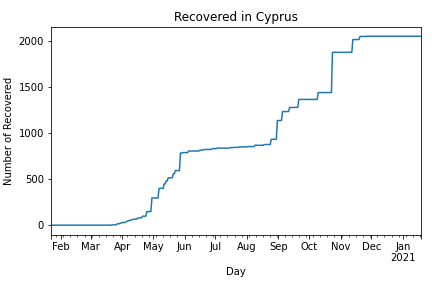 Recovered in Cyprus
Number of Recovered
2000
1500
1000
500
0
Feb Mar Apr May Jun Jul Aug Sep Oct Nov Dec Jan
2021
Day